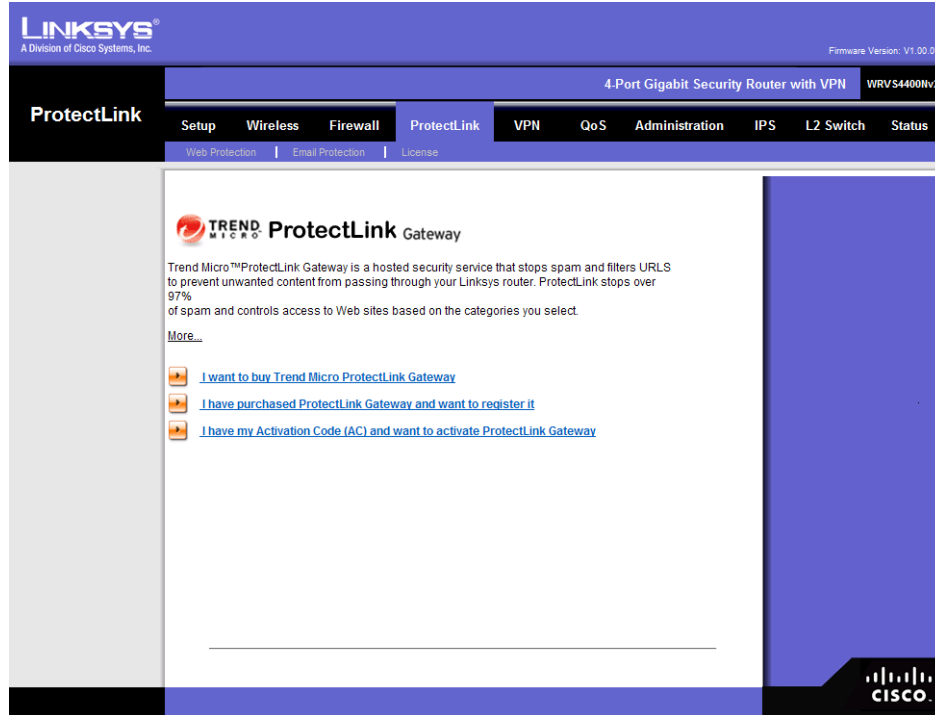 LINKSYS®
A Division of Cisco Systems, Inc.
Firmware Version: V1.00.0
4-Port Gigabit Security Router with VPN WRVS4400Nv
ProtectLink
Setup Wireless Firewall ProtectLink VPN QoS Administration IPS L2 Switch Status
Web Protection | Email Protection | License
TREND MICRO ProtectLink Gateway
Trend Micro™ProtectLink Gateway is a hosted security service that stops spam and filters URLS
to prevent unwanted content from passing through your Linksys router. ProtectLink stops over
97%
of spam and controls access to Web sites based on the categories you select.
More...
I want to buy Trend Micro ProtectLink Gateway
I have purchased ProtectLink Gateway and want to register it
I have my Activation Code (AC) and want to activate ProtectLink Gateway
CISCO.